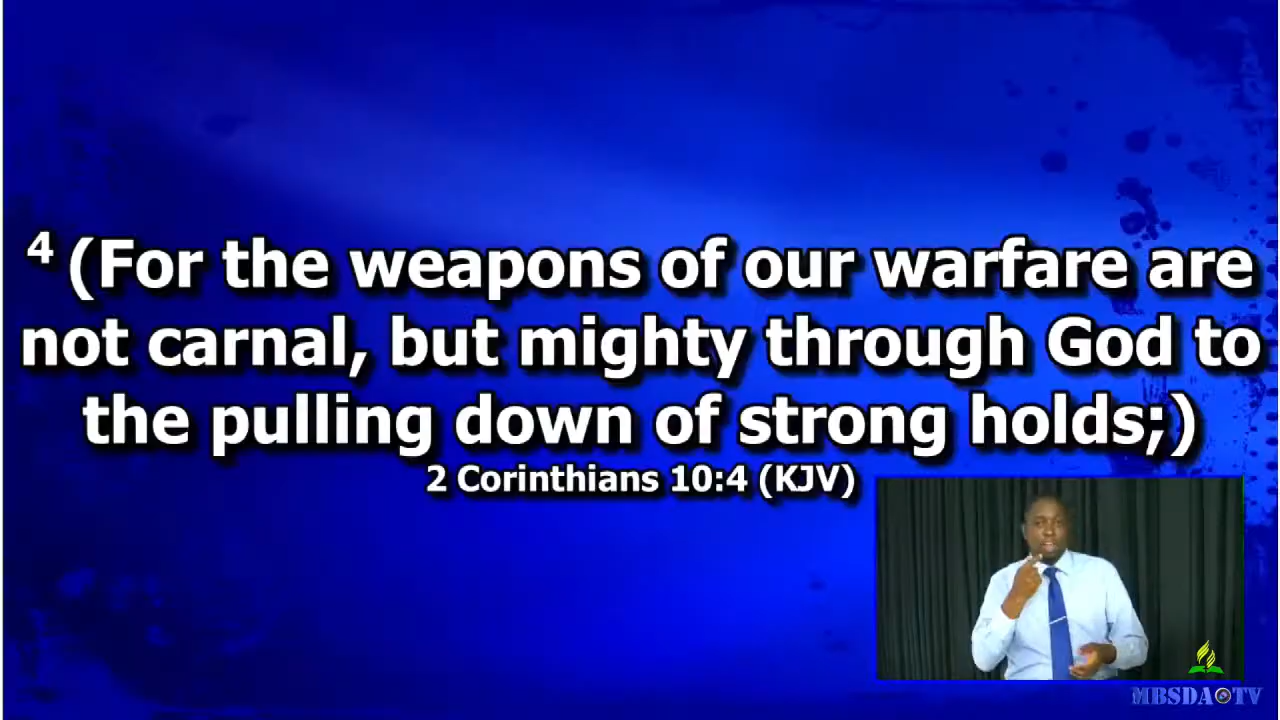 4 (For the weapons of our warfare are
not carnal, but mighty through God to
the pulling down of strong holds;)
2 Corinthians 10:4 (KJV)
MBSDA TV